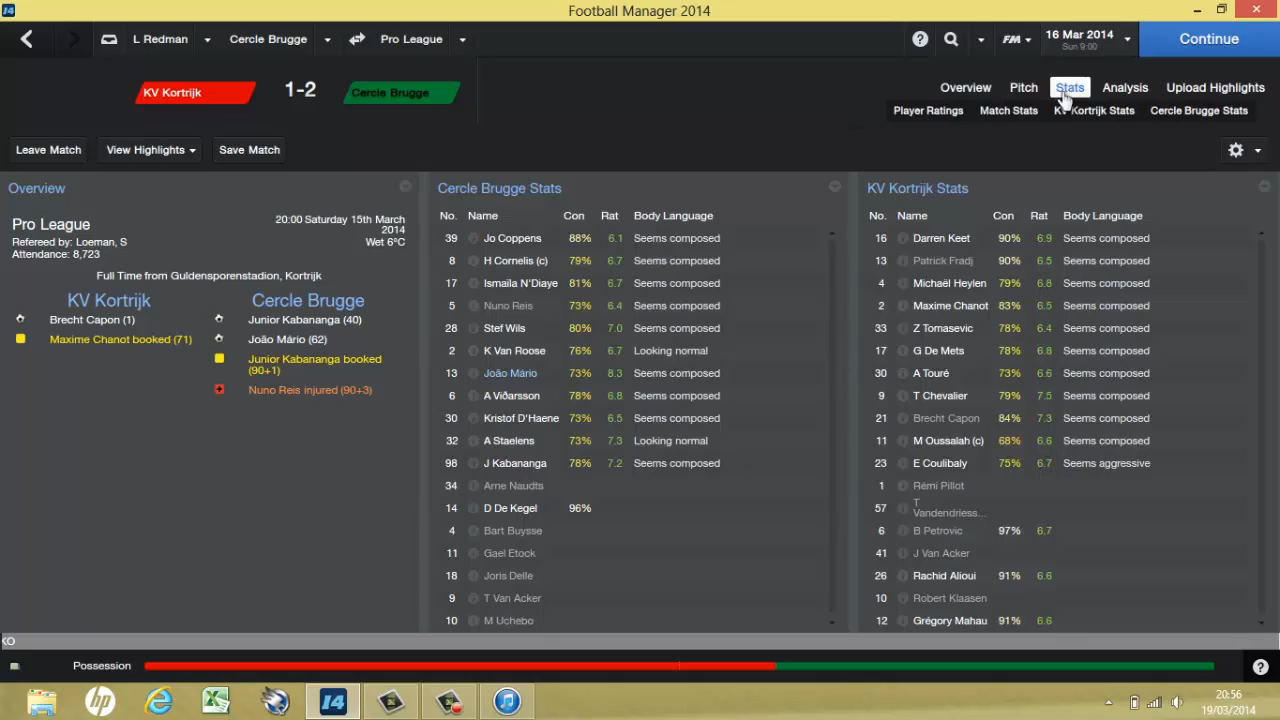 Football Manager 2014
L Redman
Cercle Brugge
Pro League
FM
16 Mar 2014
Sun 9:00
Continue
KV Kortrijk
1-2
Cercle Brugge
Overview Pitch Stats Analysis Upload Highlights
Player Ratings Match Stats KV Kortrijk Stats Cercle Brugge Stats
Leave Match View Highlights Save Match
Overview
Pro League
Refereed by: Loeman, S
Attendance: 8,723
20:00 Saturday 15th March
2014
Wet 6°C
Full Time from Guldensporenstadion, Kortrijk
KV Kortrijk
Brecht Capon (1)
Maxime Chanot booked (71)
Cercle Brugge
Junior Kabananga (40)
João Mário (62)
Junior Kabananga booked
(90+1)
Nuno Reis injured (90+3)
Cercle Brugge Stats
No. Name Con Rat Body Language
39 Jo Coppens 88% 6.1 Seems composed
8 H Cornelis (c) 79% 6.7 Seems composed
17 Ismaïla N'Diaye 81% 6.7 Seems composed
5 Nuno Reis 73% 6.4 Seems composed
28 Stef Wils 80% 7.0 Seems composed
2 K Van Roose 76% 6.7 Looking normal
13 João Mário 73% 8.3 Seems composed
6 A Viðarsson 78% 6.8 Seems composed
30 Kristof D'Haene 73% 6.5 Seems composed
32 A Staelens 73% 7.3 Looking normal
98 J Kabananga 78% 7.2 Seems composed
34 Arne Naudts
14 D De Kegel 96%
4 Bart Buysse
11 Gael Etock
18 Joris Delle
9 T Van Acker
10 M Uchebo
KV Kortrijk Stats
No. Name Con Rat Body Language
16 Darren Keet 90% 6.9 Seems composed
13 Patrick Fradj 90% 6.5 Seems composed
4 Michaël Heylen 79% 6.8 Seems composed
2 Maxime Chanot 83% 6.5 Seems composed
33 Z Tomasevic 78% 6.4 Seems composed
17 G De Mets 78% 6.8 Seems composed
30 A Touré 73% 6.6 Seems composed
9 T Chevalier 79% 7.5 Seems composed
21 Brecht Capon 84% 7.3 Seems composed
11 M Oussalah (c) 68% 6.6 Seems composed
23 E Coulibaly 75% 6.7 Seems aggressive
1 Rémi Pillot
57 T
Vandendriess...
6 B Petrovic 97% 6.7
41 J Van Acker
26 Rachid Alioui 91% 6.6
10 Robert Klaasen
12 Grégory Mahau 91% 6.6
KO
Possession
20:56
19/03/2014